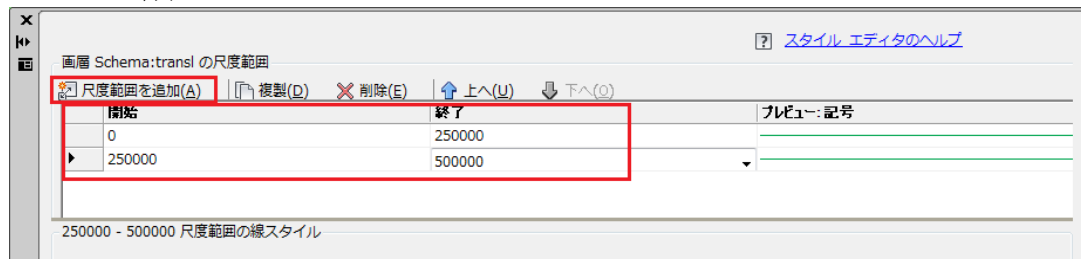 スタイル エディタのヘルプ
画層 Schema:transl の尺度範囲
尺度範囲を追加(A) 複製(D) 削除(E) 上へ(U) 下へ(O)
開始 終了 プレビュー: 記号
0 250000
250000 500000
250000 - 500000 尺度範囲の線スタイル